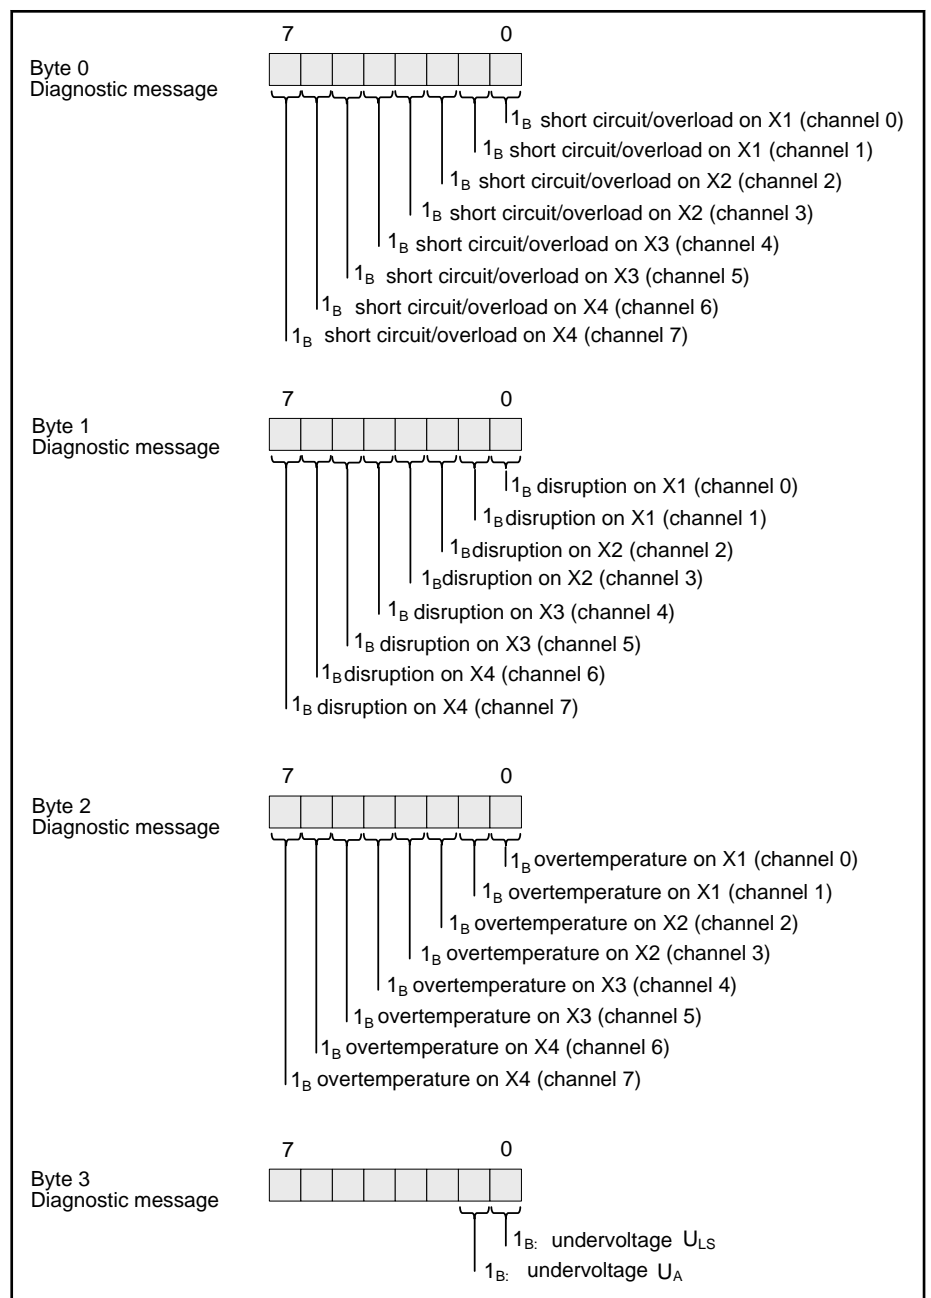 7 0
Byte 0
Diagnostic message
1B short circuit/overload on X1 (channel 0)
1B short circuit/overload on X1 (channel 1)
1B short circuit/overload on X2 (channel 2)
1B short circuit/overload on X2 (channel 3)
1B short circuit/overload on X3 (channel 4)
1B short circuit/overload on X3 (channel 5)
1B short circuit/overload on X4 (channel 6)
1B short circuit/overload on X4 (channel 7)
7 0
Byte 1
Diagnostic message
1B disruption on X1 (channel 0)
1B disruption on X1 (channel 1)
1B disruption on X2 (channel 2)
1B disruption on X2 (channel 3)
1B disruption on X3 (channel 4)
1B disruption on X3 (channel 5)
1B disruption on X4 (channel 6)
1B disruption on X4 (channel 7)
7 0
Byte 2
Diagnostic message
1B overtemperature on X1 (channel 0)
1B overtemperature on X1 (channel 1)
1B overtemperature on X2 (channel 2)
1B overtemperature on X2 (channel 3)
1B overtemperature on X3 (channel 4)
1B overtemperature on X3 (channel 5)
1B overtemperature on X4 (channel 6)
1B overtemperature on X4 (channel 7)
7 0
Byte 3
Diagnostic message
1B: undervoltage ULS
1B: undervoltage UA